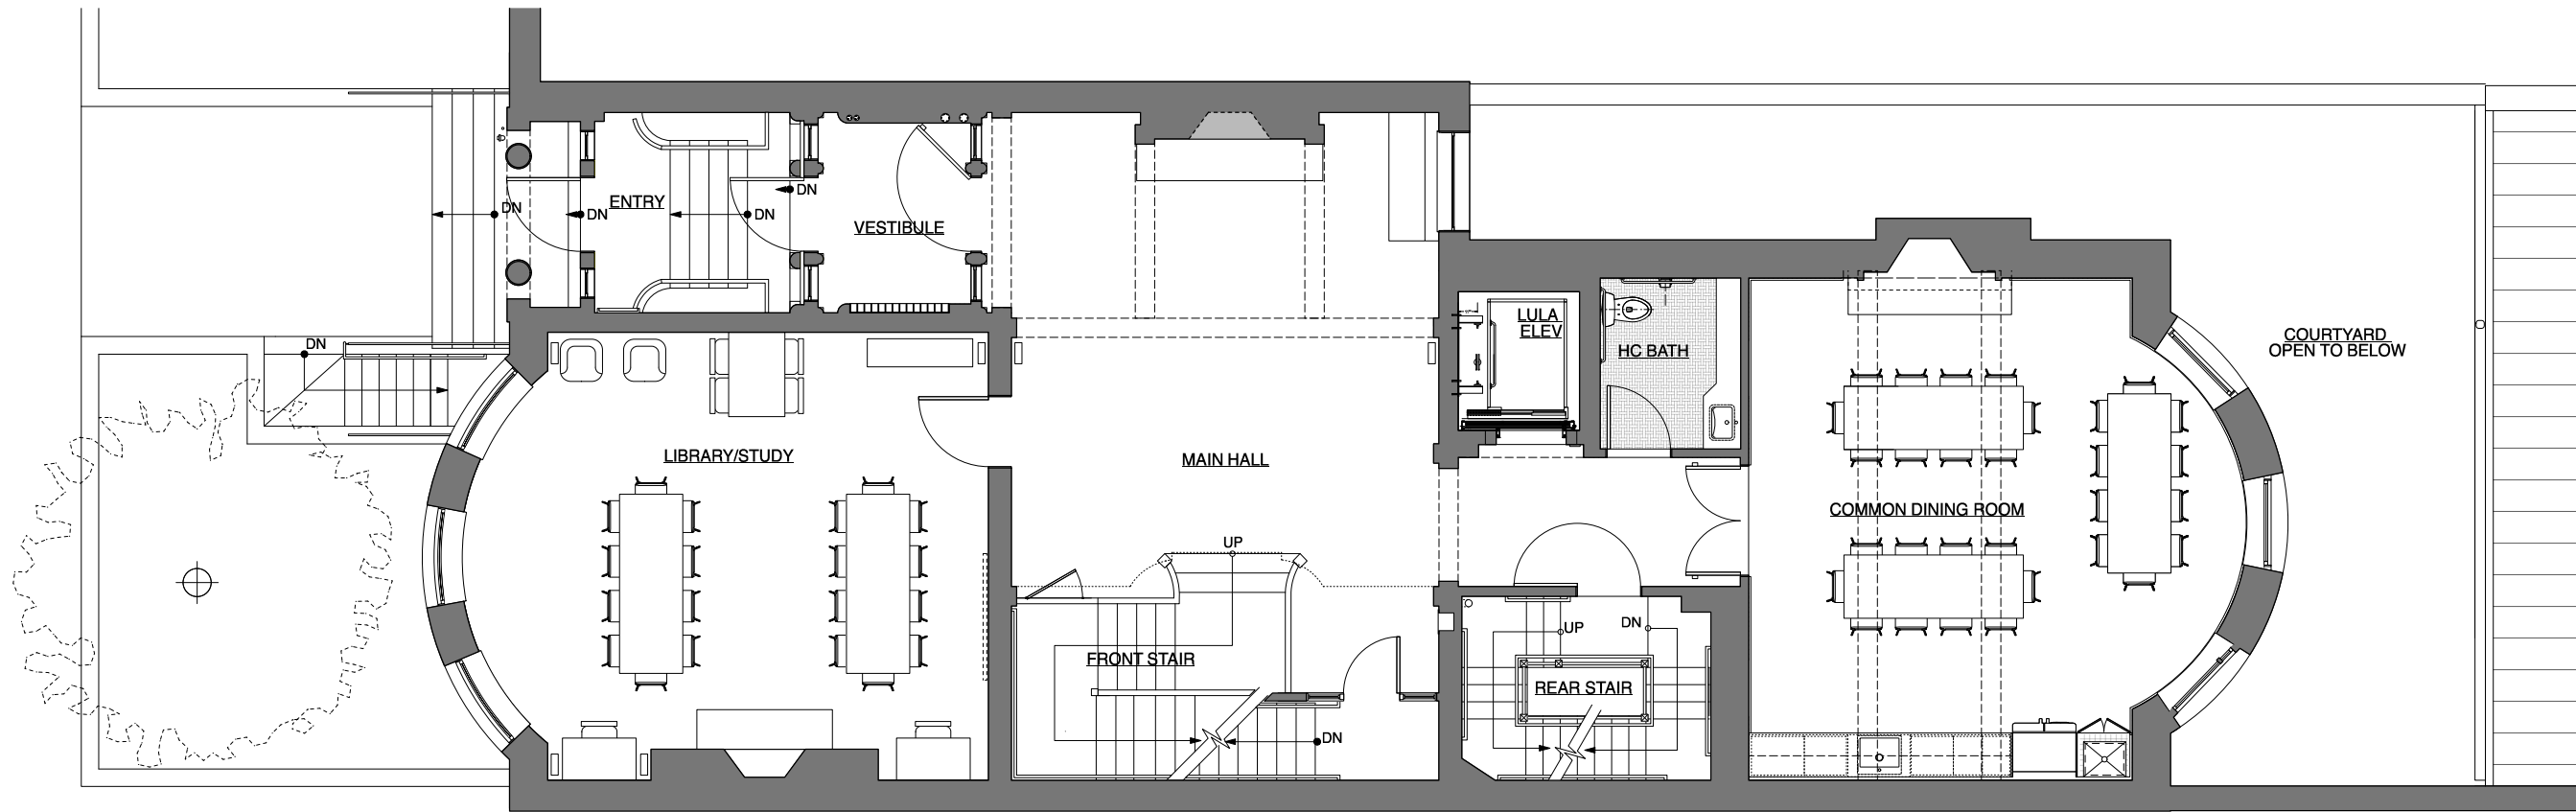 DN
DN
ENTRY
DN
DN
VESTIBULE
DN
LIBRARY/STUDY
MAIN HALL
UP
FRONT STAIR
DN
LULA
ELEV
HC BATH
UP
DN
REAR STAIR
COMMON DINING ROOM
COURTYARD
OPEN TO BELOW